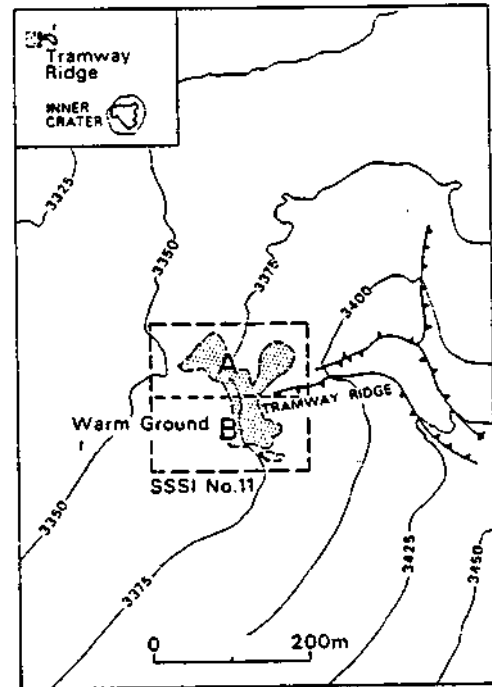 Tramway
Ridge
INNER
CRATER
3325
3350
3375
3400
A
TRAMWAY RIDGE
Warm Ground
B
SSSI No.11
3350
3375
3425
3450
0 200m